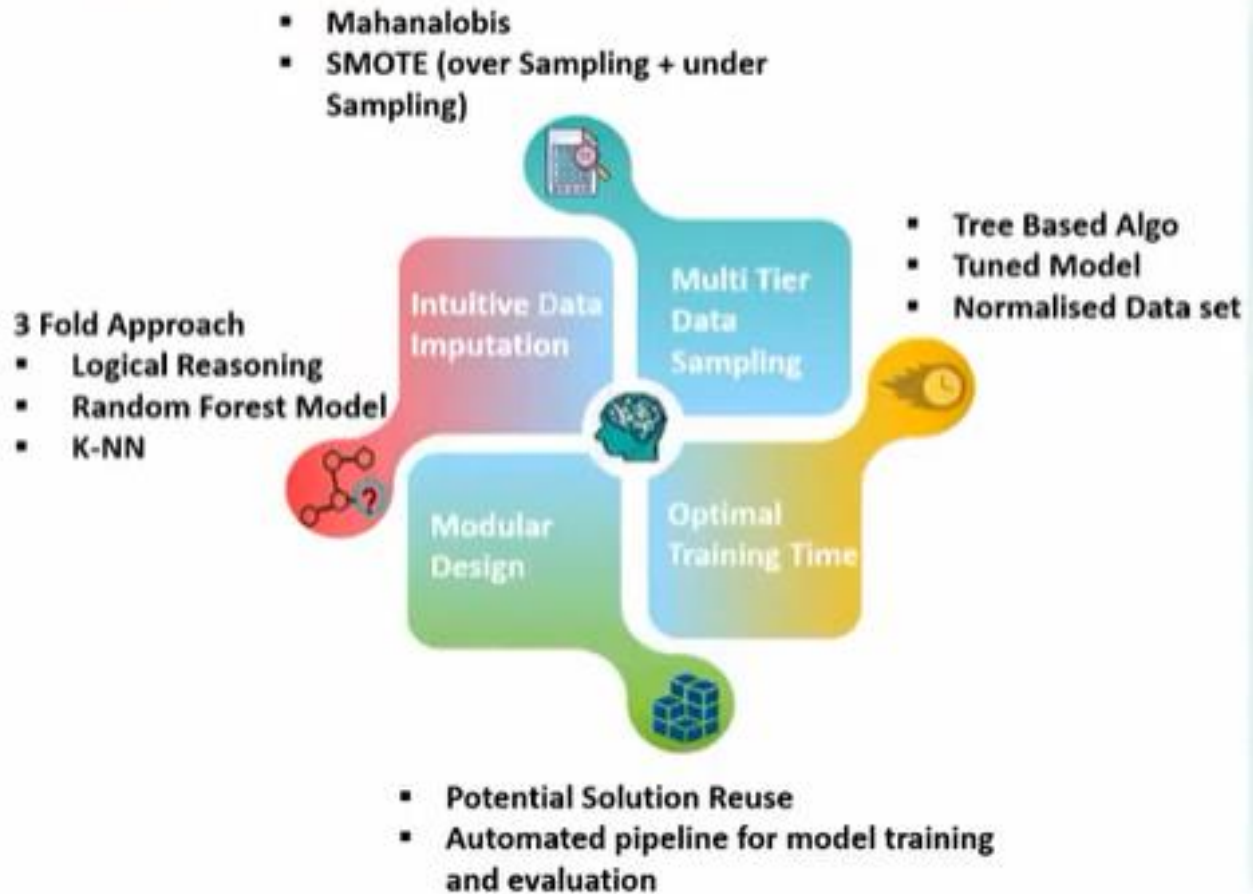 Mahanalobis
SMOTE (over Sampling + under
Sampling)
Multi Tier
Data
Sampling
Tree Based Algo
Tuned Model
Normalised Data set
Intuitive Data
Imputation
3 Fold Approach
Logical Reasoning
Random Forest Model
K-NN
?
Modular
Design
Optimal
Training Time
Potential Solution Reuse
Automated pipeline for model training
and evaluation